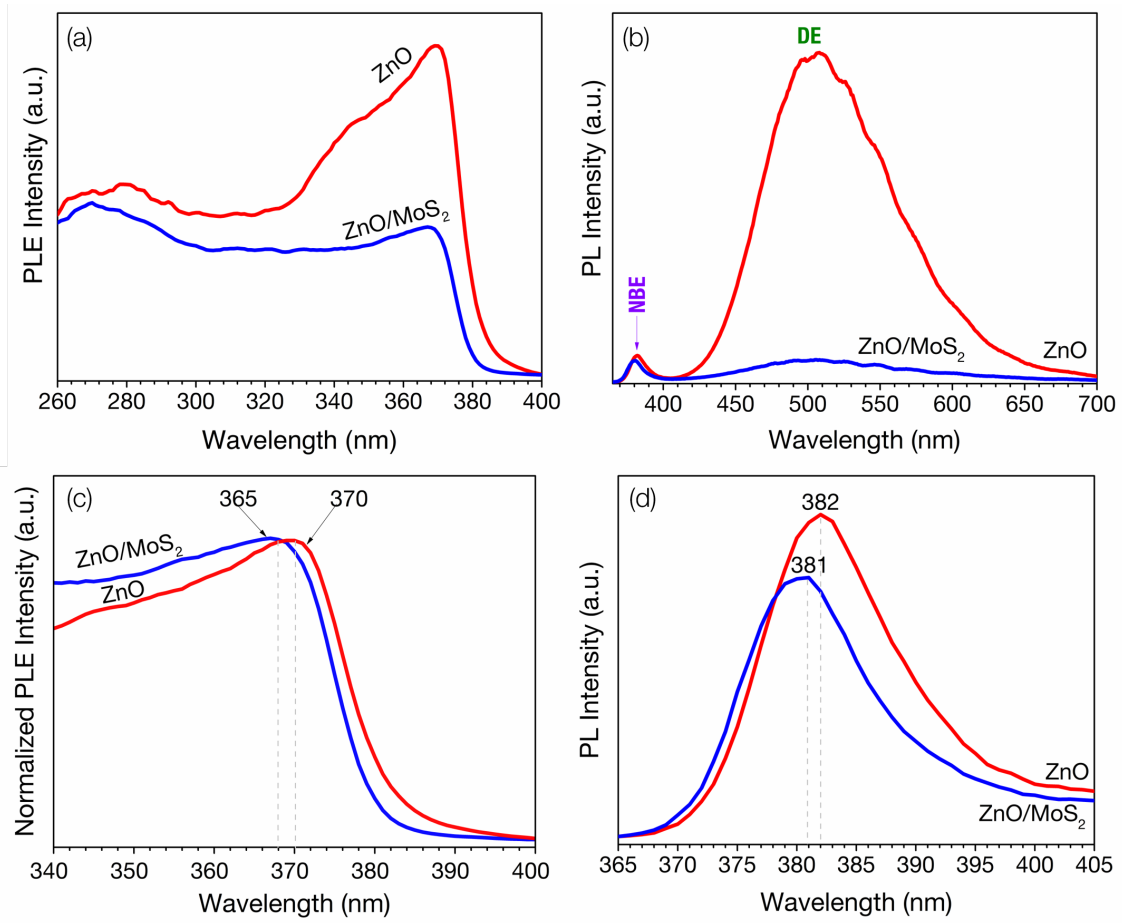 (a)
ZnO
ZnO/MoS₂
PLE Intensity (a.u.)
260 280 300 320 340 360 380 400
Wavelength (nm)
(b)
DE
NBE
ZnO/MoS₂
ZnO
PL Intensity (a.u.)
400 450 500 550 600 650 700
Wavelength (nm)
(c)
365
370
ZnO/MoS₂
ZnO
Normalized PLE Intensity (a.u.)
340 350 360 370 380 390 400
Wavelength (nm)
(d)
382
381
ZnO
ZnO/MoS₂
PL Intensity (a.u.)
365 370 375 380 385 390 395 400 405
Wavelength (nm)